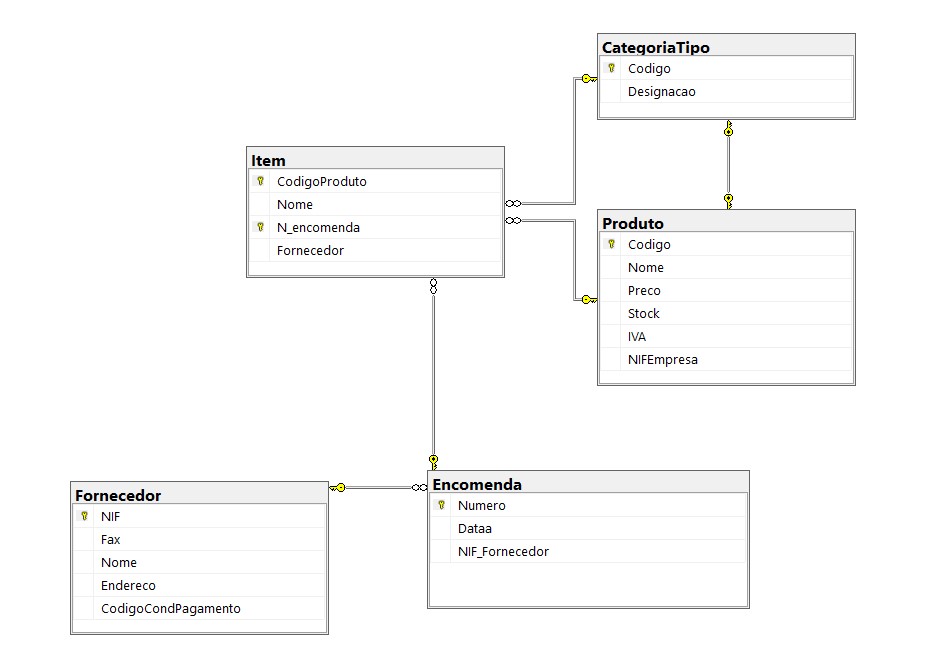 CategoriaTipo
Codigo
Designacao
Item
CodigoProduto
Nome
N_encomenda
Fornecedor
Produto
Codigo
Nome
Preco
Stock
IVA
NIFEmpresa
Fornecedor
NIF
Fax
Nome
Endereco
CodigoCondPagamento
Encomenda
Numero
Dataa
NIF_Fornecedor